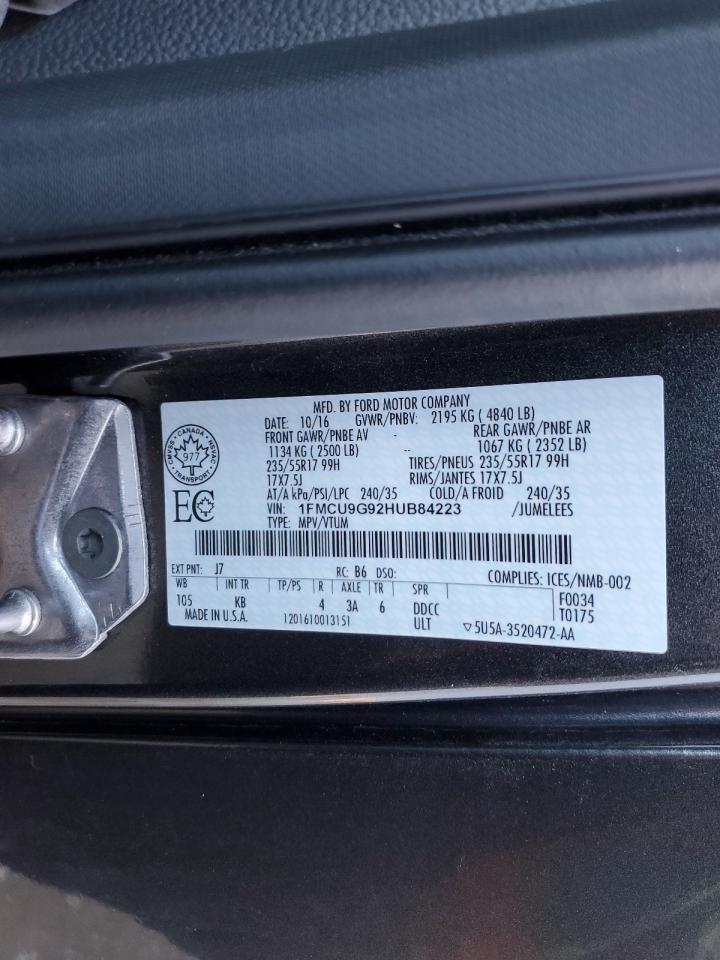 MFD. BY FORD MOTOR COMPANY
DATE: 10/16 GVWR/PNBV: 2195 KG ( 4840 LB)
FRONT GAWR/PNBE AV - REAR GAWR/PNBE AR
1134 KG ( 2500 LB) -- 1067 KG ( 2352 LB)
235/55R17 99H TIRES/PNEUS 235/55R17 99H
17X7.5J RIMS/JANTES 17X7.5J
AT/A kPa/PSI/LPC 240/35 COLD/A FROID 240/35
VIN: 1FMCU9G92HUB84223 /JUMELEES
TYPE: MPV/VTUM
CANADA
CMVSS NSVAC
977
TRANSPORT
EC
EXT PNT: J7 RC: B6 DSO: COMPLIES: ICES/NMB-002
WB INT TR TP/PS R AXLE TR SPR F0034
105 KB 4 3A 6 DDCC T0175
MADE IN U.S.A. 1201610013151 ULT ▽5U5A-3520472-AA